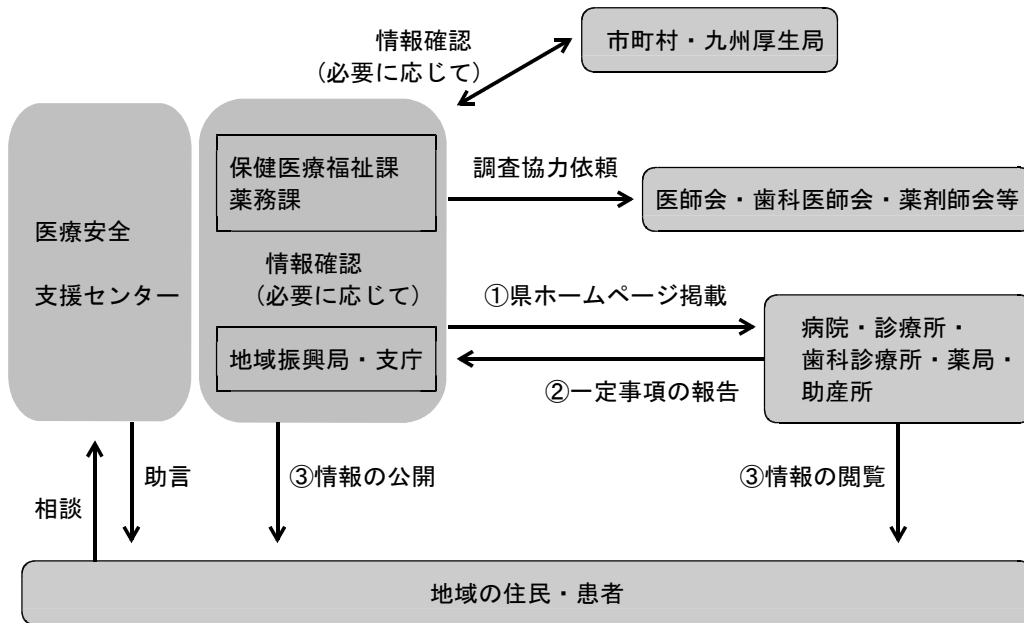 情報確認
(必要に応じて)
市町村・九州厚生局
保健医療福祉課
薬務課
調査協力依頼
医師会・歯科医師会・薬剤師会等
医療安全
支援センター
情報確認
(必要に応じて)
①県ホームページ掲載
病院・診療所・
歯科診療所・薬局・
助産所
地域振興局・支庁
②一定事項の報告
相談
助言
③情報の公開
③情報の閲覧
地域の住民・患者